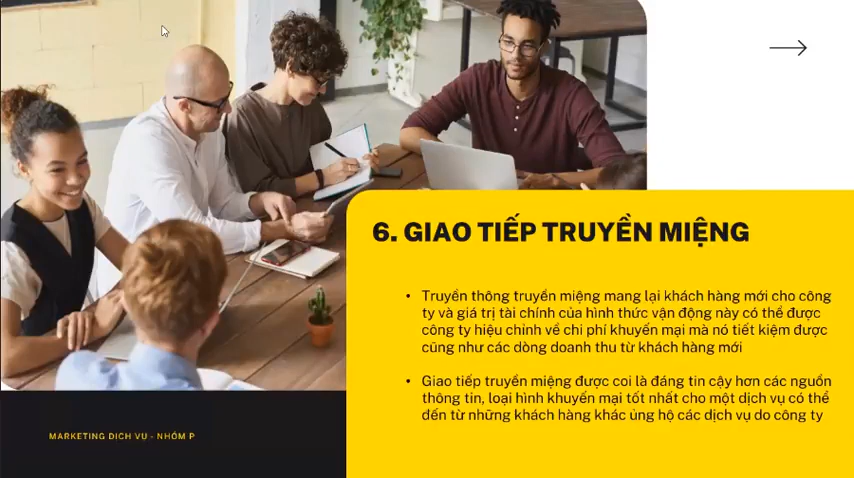 6. GIAO TIẾP TRUYỀN MIỆNG
• Truyền thông truyền miệng mang lại khách hàng mới cho công
ty và giá trị tài chính của hình thức vận động này có thể được
công ty hiệu chỉnh về chi phí khuyến mại mà nó tiết kiệm được
cũng như các dòng doanh thu từ khách hàng mới
• Giao tiếp truyền miệng được coi là đáng tin cậy hơn các nguồn
thông tin, loại hình khuyến mại tốt nhất cho một dịch vụ có thể
đến từ những khách hàng khác ủng hộ các dịch vụ do công ty
MARKETING DỊCH VỤ - NHÓM P